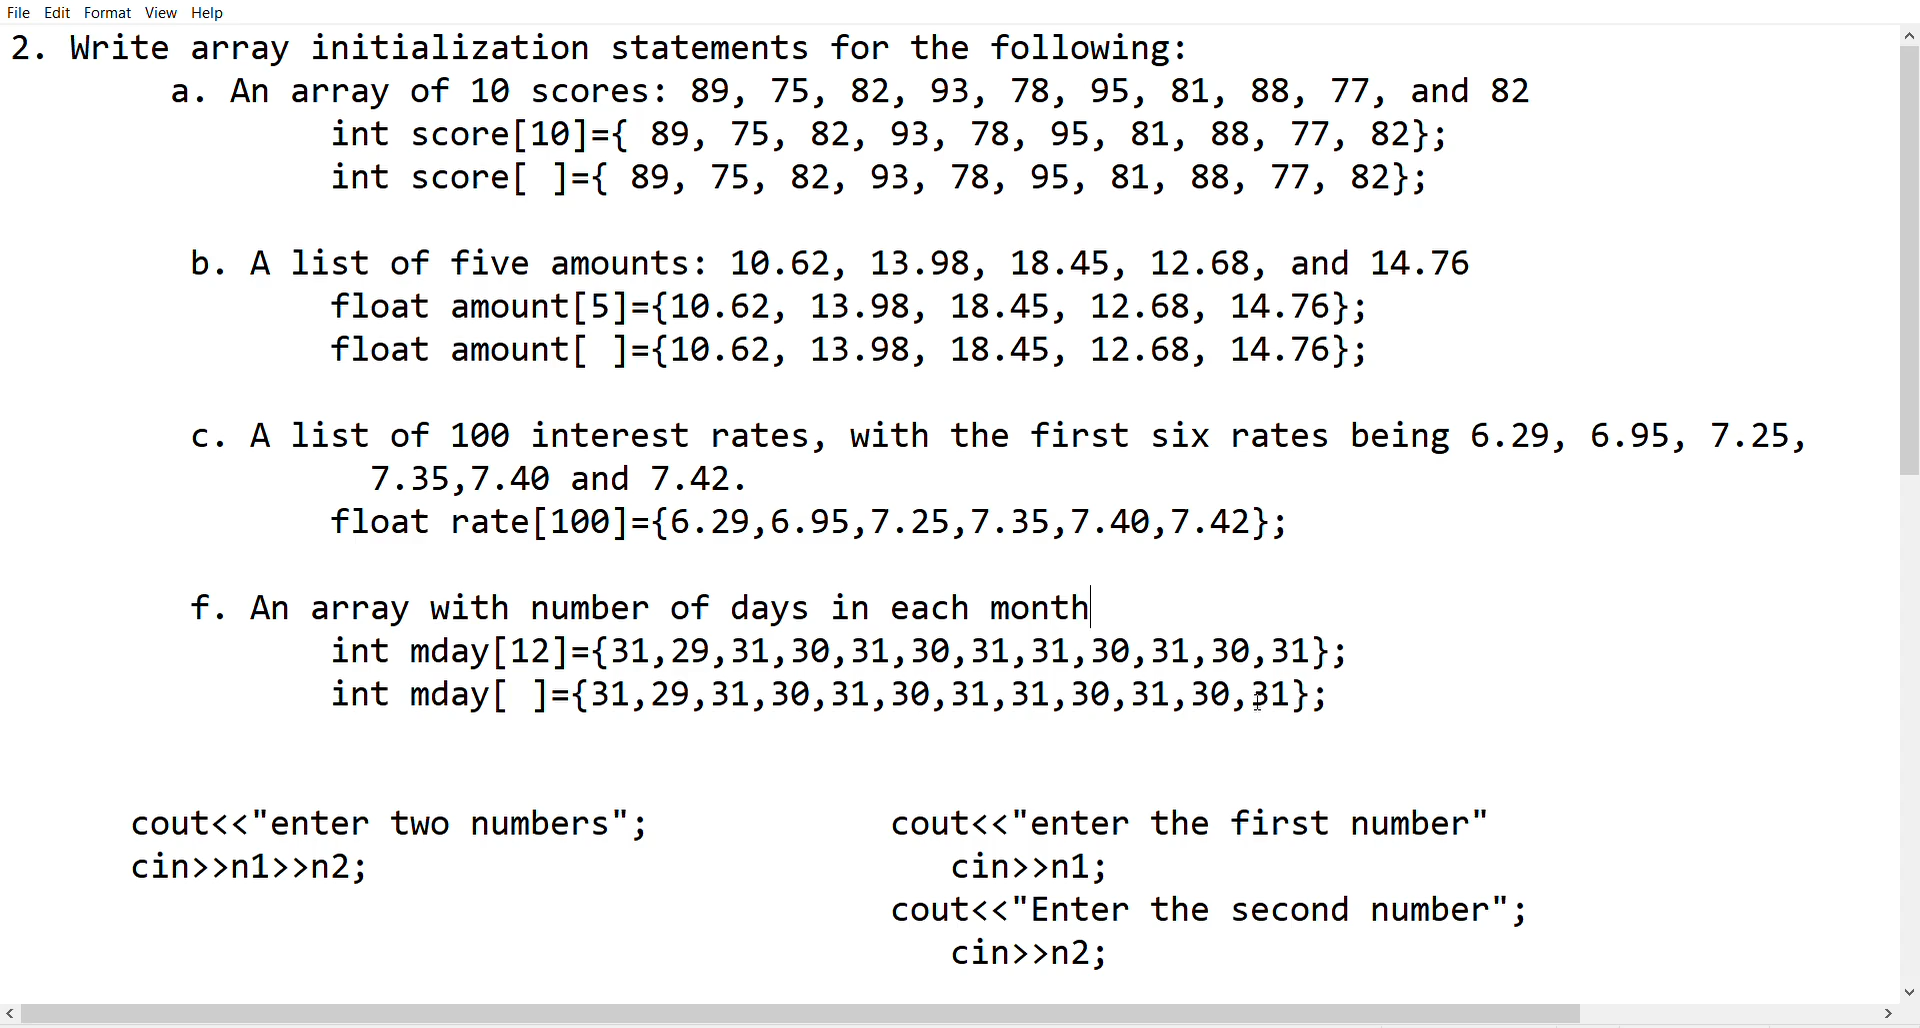 File Edit Format View Help
2. Write array initialization statements for the following:
a. An array of 10 scores: 89, 75, 82, 93, 78, 95, 81, 88, 77, and 82
int score[10]={ 89, 75, 82, 93, 78, 95, 81, 88, 77, 82};
int score[ ]={ 89, 75, 82, 93, 78, 95, 81, 88, 77, 82};
b. A list of five amounts: 10.62, 13.98, 18.45, 12.68, and 14.76
float amount[5]={10.62, 13.98, 18.45, 12.68, 14.76};
float amount[ ]={10.62, 13.98, 18.45, 12.68, 14.76};
c. A list of 100 interest rates, with the first six rates being 6.29, 6.95, 7.25,
7.35,7.40 and 7.42.
float rate[100]={6.29,6.95,7.25,7.35,7.40,7.42};
f. An array with number of days in each month
int mday[12]={31,29,31,30,31,30,31,31,30,31,30,31};
int mday[ ]={31,29,31,30,31,30,31,31,30,31,30,31};
cout<<"enter two numbers"; cout<<"enter the first number"
cin>>n1>>n2; cin>>n1;
cout<<"Enter the second number";
cin>>n2;